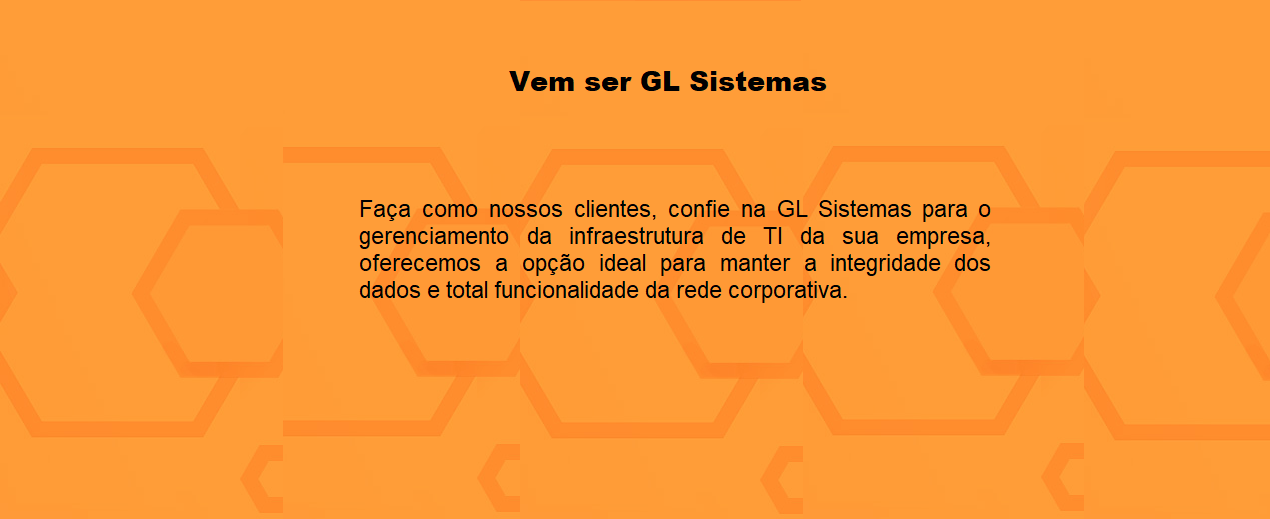 Vem ser GL Sistemas
Faça como nossos clientes, confie na GL Sistemas para o
gerenciamento da infraestrutura de TI da sua empresa,
oferecemos a opção ideal para manter a integridade dos
dados e total funcionalidade da rede corporativa.